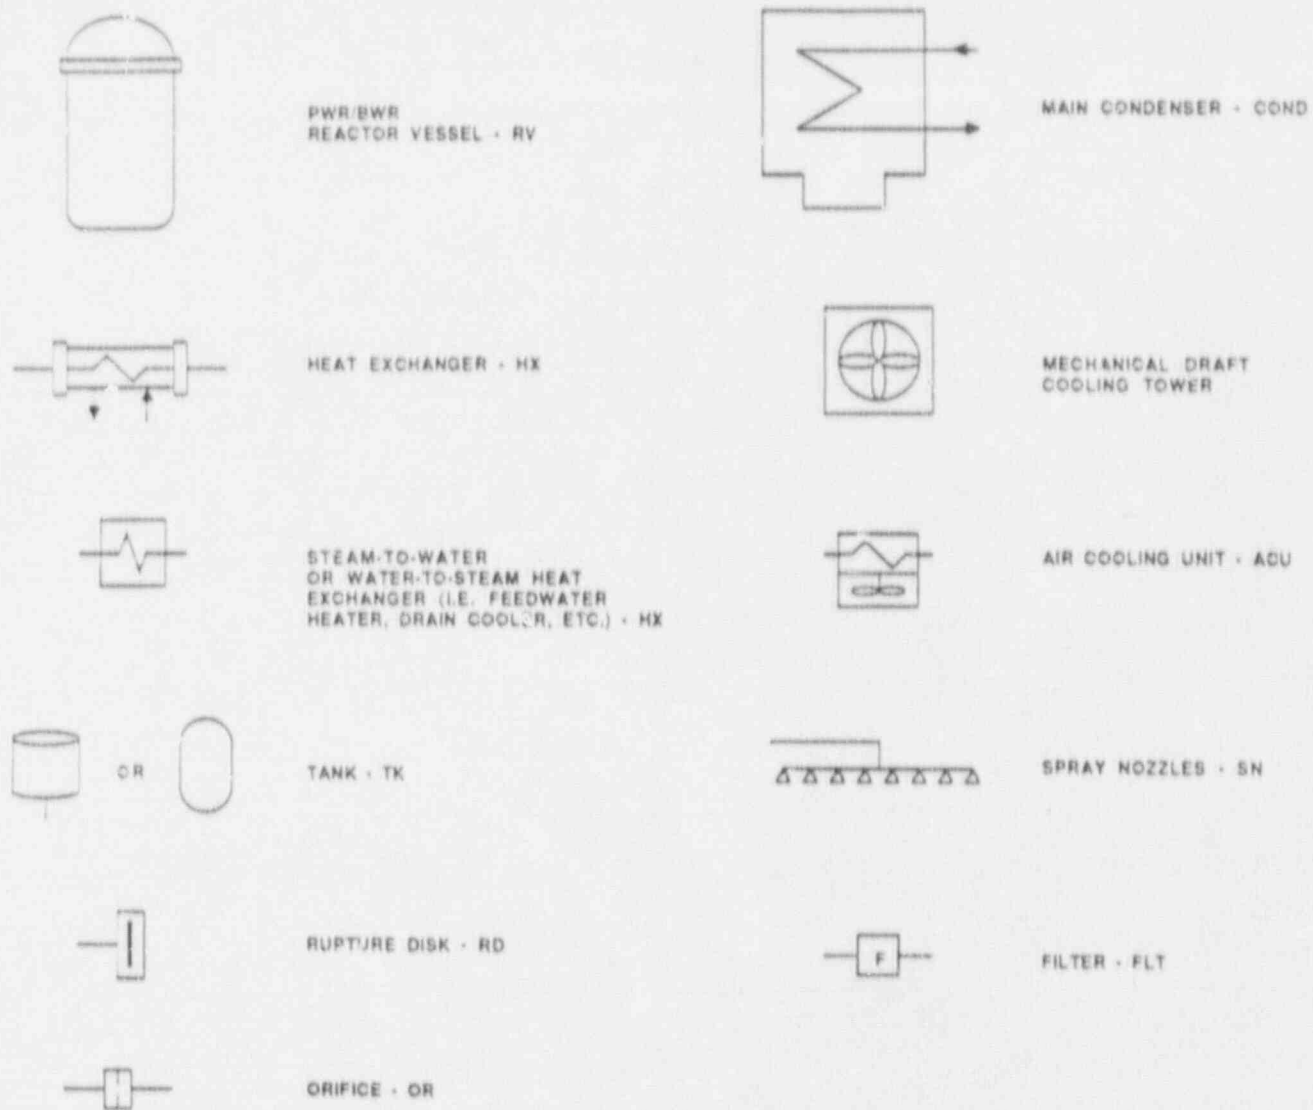 PWR/BWR
REACTOR VESSEL - RV
MAIN CONDENSER - COND
HEAT EXCHANGER - HX
MECHANICAL DRAFT
COOLING TOWER
STEAM-TO-WATER
OR WATER-TO-STEAM HEAT
EXCHANGER (I.E. FEEDWATER
HEATER, DRAIN COOLER, ETC.) - HX
AIR COOLING UNIT - ACU
OR
TANK - TK
SPRAY NOZZLES - SN
RUPTURE DISK - RD
F
FILTER - FLT
ORIFICE - OR